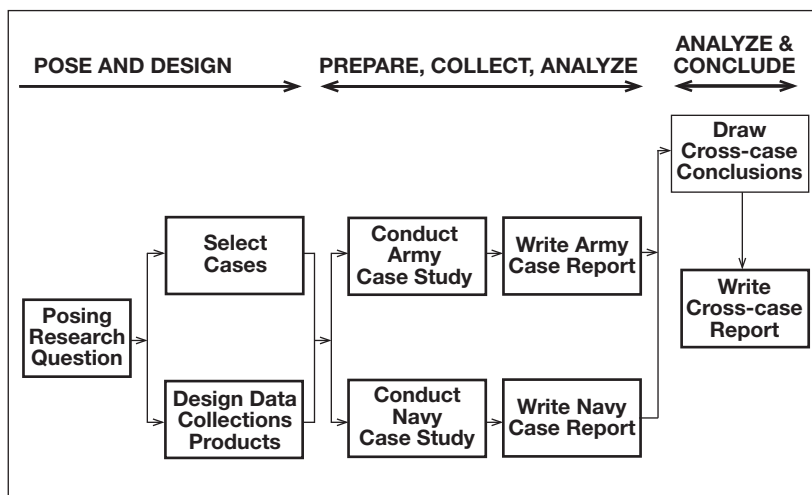 POSE AND DESIGN
PREPARE, COLLECT, ANALYZE
ANALYZE &
CONCLUDE
Posing
Research
Question
Select
Cases
Design Data
Collections
Products
Conduct
Army
Case Study
Write Army
Case Report
Conduct
Navy
Case Study
Write Navy
Case Report
Draw
Cross-case
Conclusions
Write
Cross-case
Report